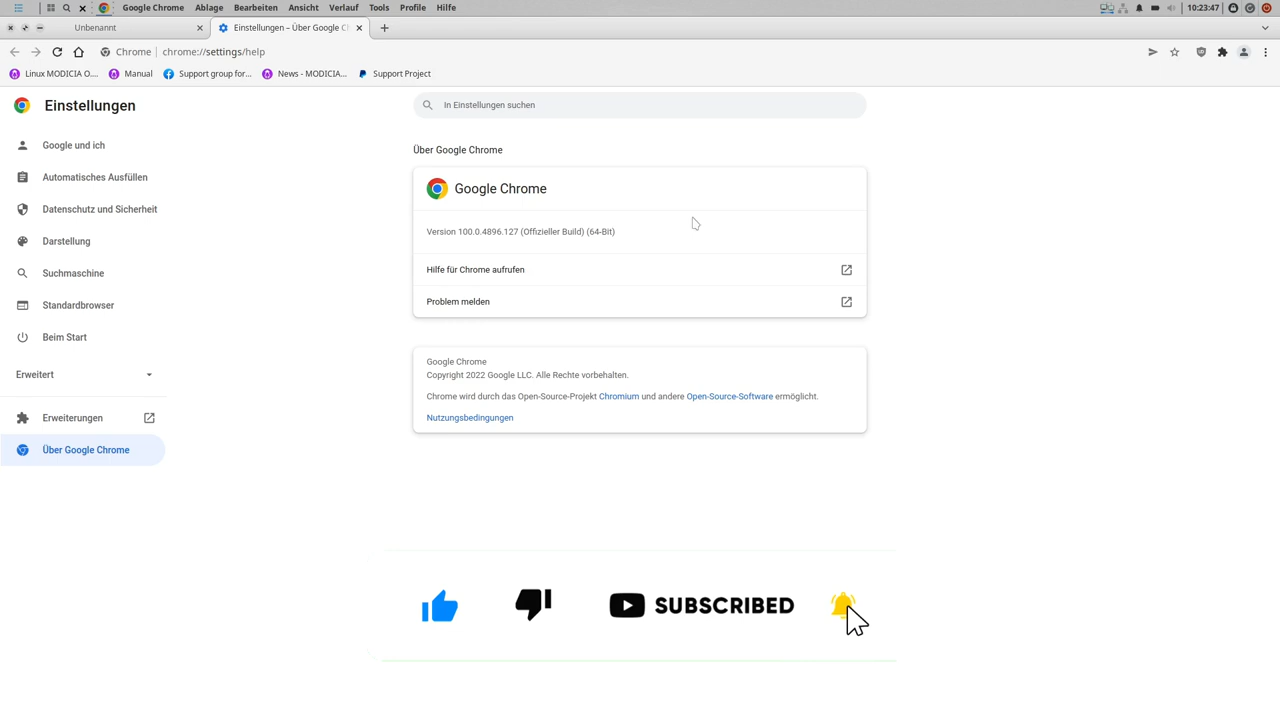 Google Chrome Ablage Bearbeiten Ansicht Verlauf Tools Profile Hilfe 10:23:47
Unbenannt Einstellungen – Über Google C
Chrome chrome://settings/help
Linux MODICIA O.... Manual Support group for... News - MODICIA... Support Project
Einstellungen
In Einstellungen suchen
Google und ich
Automatisches Ausfüllen
Datenschutz und Sicherheit
Darstellung
Suchmaschine
Standardbrowser
Beim Start
Erweitert
Erweiterungen
Über Google Chrome
Über Google Chrome
Google Chrome
Version 100.0.4896.127 (Offizieller Build) (64-Bit)
Hilfe für Chrome aufrufen
Problem melden
Google Chrome
Copyright 2022 Google LLC. Alle Rechte vorbehalten.
Chrome wird durch das Open-Source-Projekt Chromium und andere Open-Source-Software ermöglicht.
Nutzungsbedingungen
SUBSCRIBED